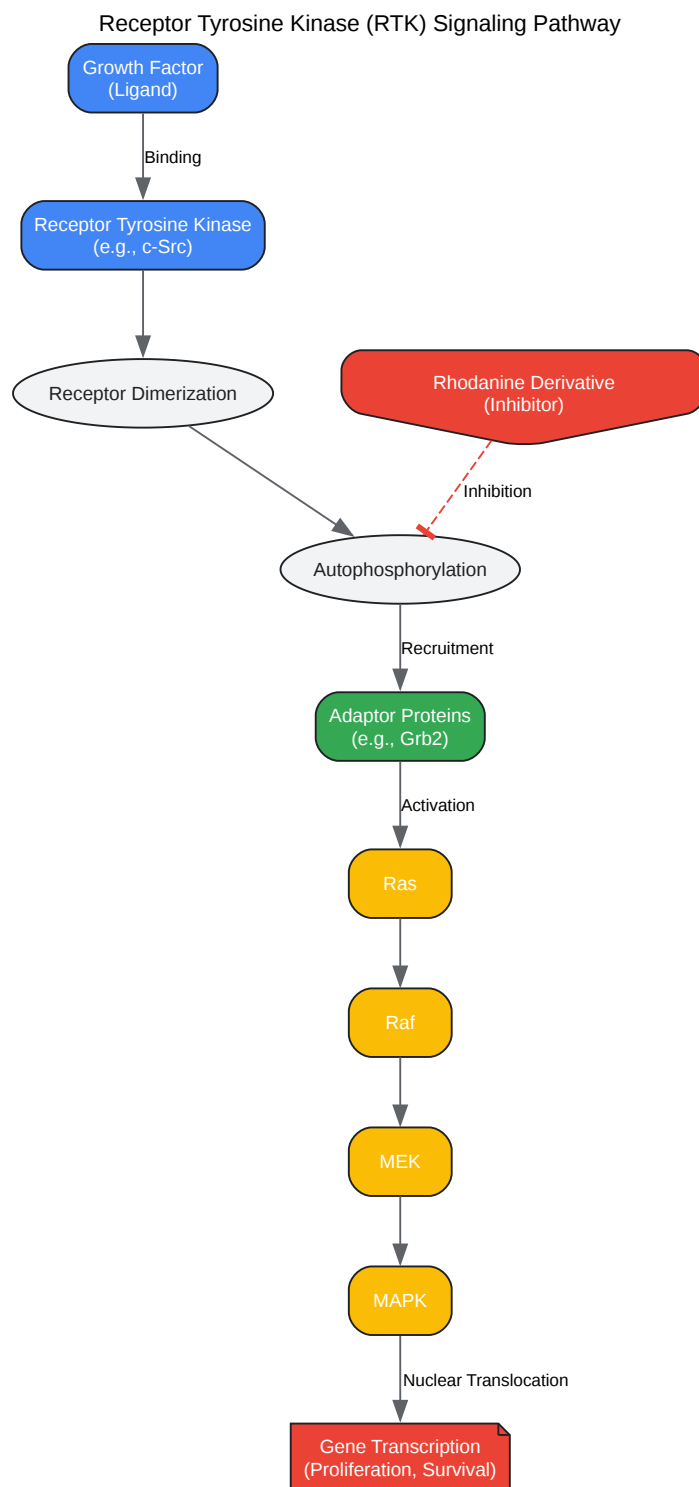 Receptor Tyrosine Kinase (RTK) Signaling Pathway
Growth Factor
(Ligand)
Binding
Receptor Tyrosine Kinase
(e.g., c-Src)
Receptor Dimerization
Rhodanine Derivative
(Inhibitor)
Inhibition
Autophosphorylation
Recruitment
Adaptor Proteins
(e.g., Grb2)
Activation
Ras
Raf
MEK
MAPK
Nuclear Translocation
Gene Transcription
(Proliferation, Survival)